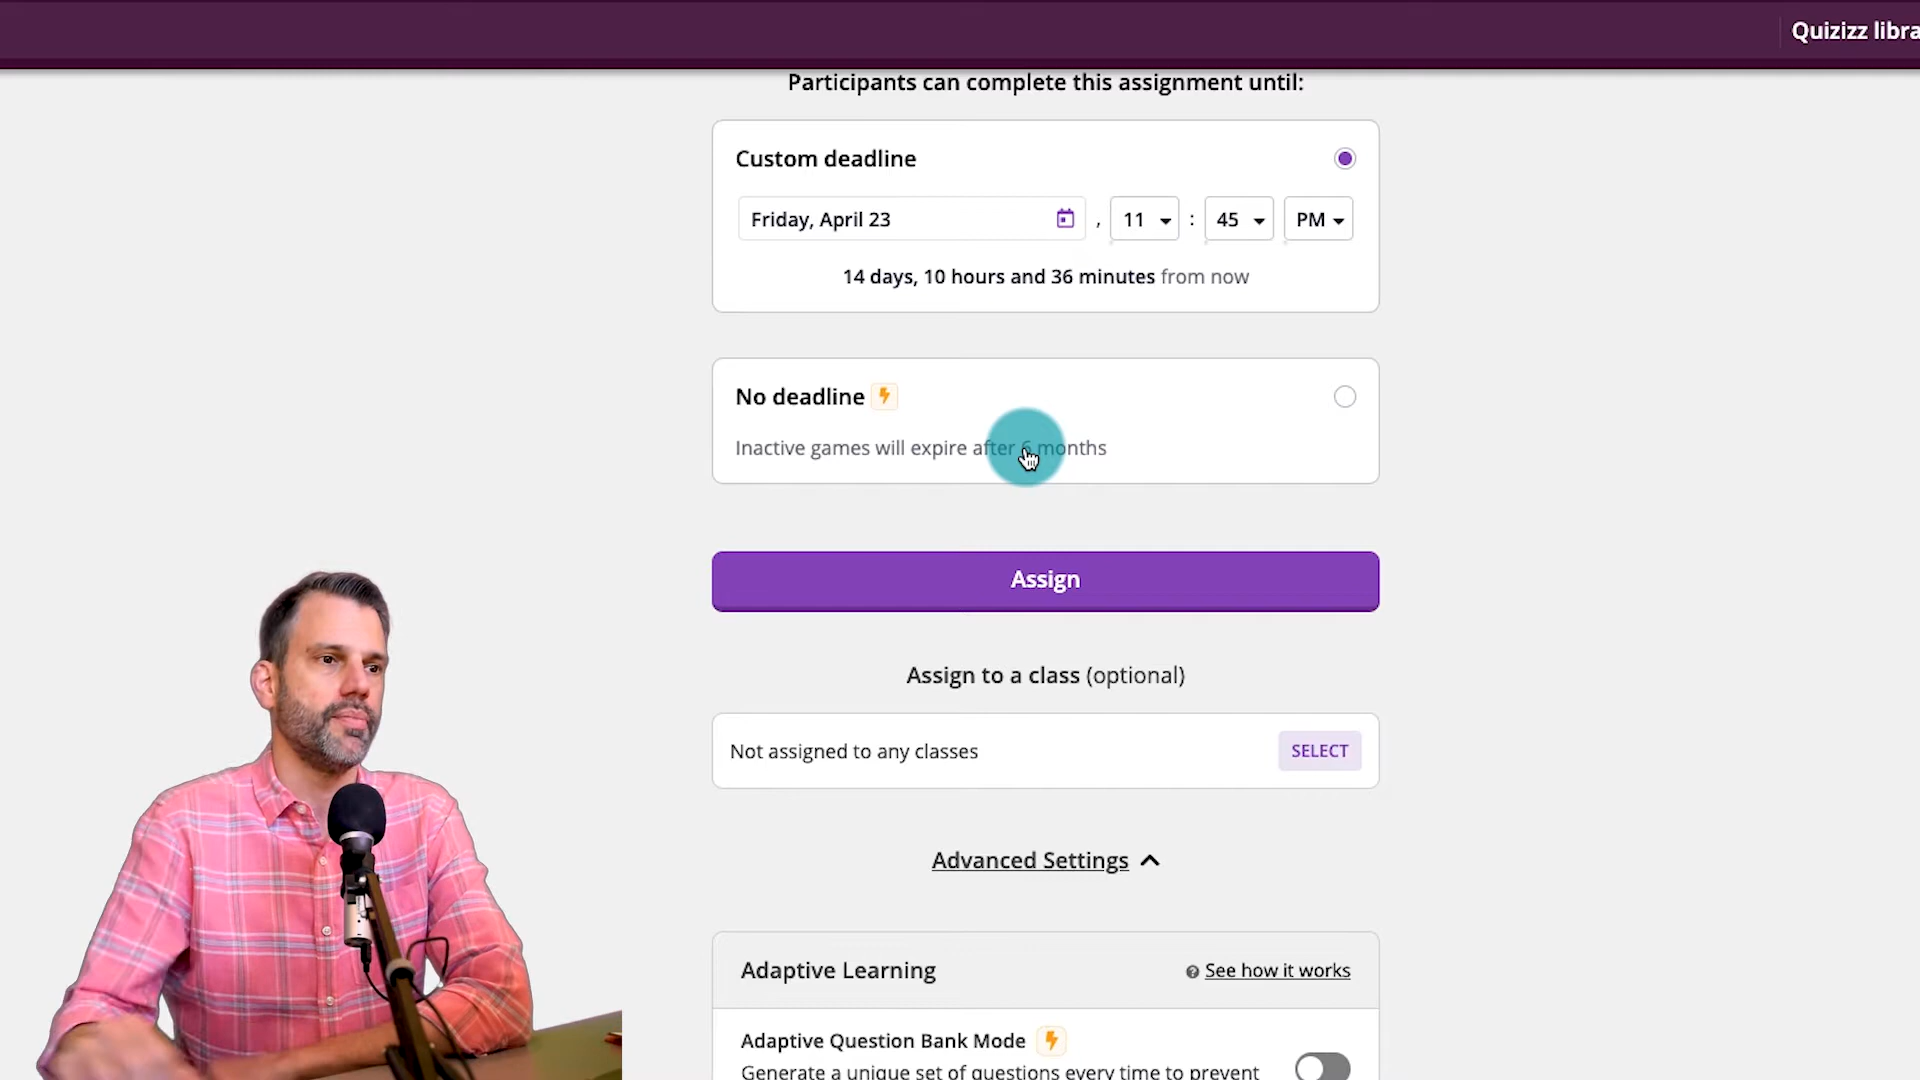 Quizizz libra
Participants can complete this assignment until:
Custom deadline
Friday, April 23 , 11 : 45 PM
14 days, 10 hours and 36 minutes from now
No deadline
Inactive games will expire after 6 months
Assign
Assign to a class (optional)
Not assigned to any classes SELECT
Advanced Settings
Adaptive Learning See how it works
Adaptive Question Bank Mode
Generate a unique set of questions every time to prevent